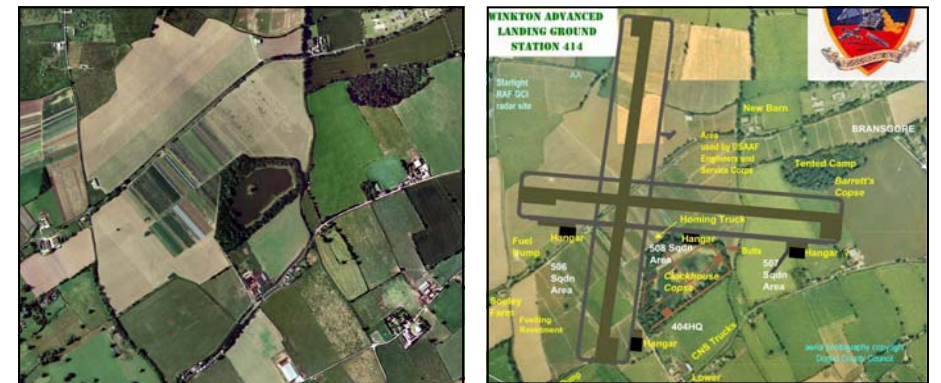 WINKTON ADVANCED
LANDING GROUND
STATION 414
AA
Starlight
RAF GCI
radar site
New Barn
BRANSGORE
Area
used by USAAF
Engineers and
Service Corps
Tented Camp
Barrett's
Copse
Homing Truck
Fuel
Dump
Hangar
Hangar
Butts
Hangar
508 Sqdn
Area
506
Sqdn
Area
507
Sqdn
Area
Clockhouse
Copse
Sopley
Farm
Fuelling
Revetment
404HQ
CNS Trucks
Hangar
aerial photography copyright
Dorset County Council
Lower